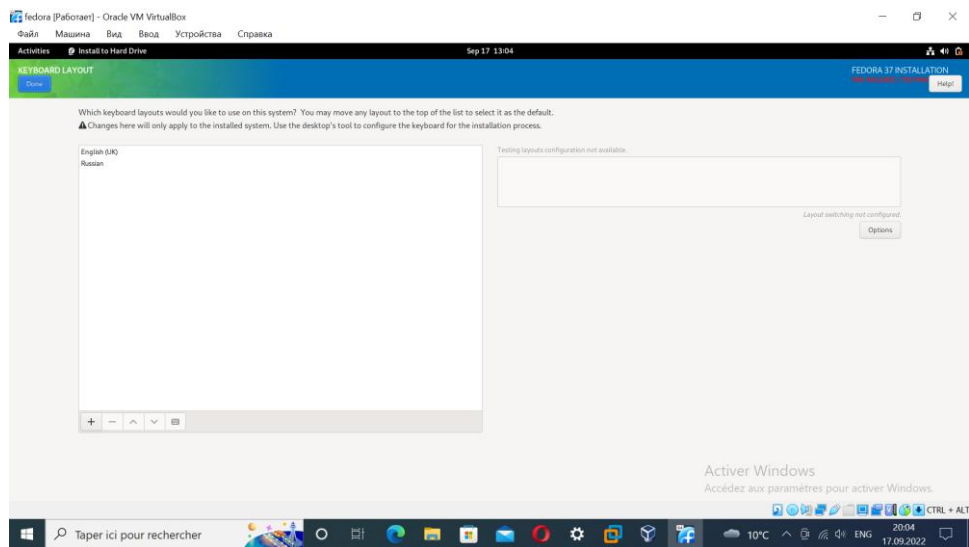 fedora [Работает] - Oracle VM VirtualBox
Файл Машина Вид Ввод Устройства Справка
Activities Install to Hard Drive Sep 17 13:04
KEYBOARD LAYOUT
FEDORA 37 INSTALLATION
Done
Help!
Which keyboard layouts would you like to use on this system? You may move any layout to the top of the list to select it as the default.
Changes here will only apply to the installed system. Use the desktop's tool to configure the keyboard for the installation process.
English (UK)
Russian
Testing layouts configuration not available.
Layout switching not configured.
Options
Activer Windows
Accédez aux paramètres pour activer Windows.
CTRL + ALT
Taper ici pour rechercher
10°C
ENG
20:04
17.09.2022